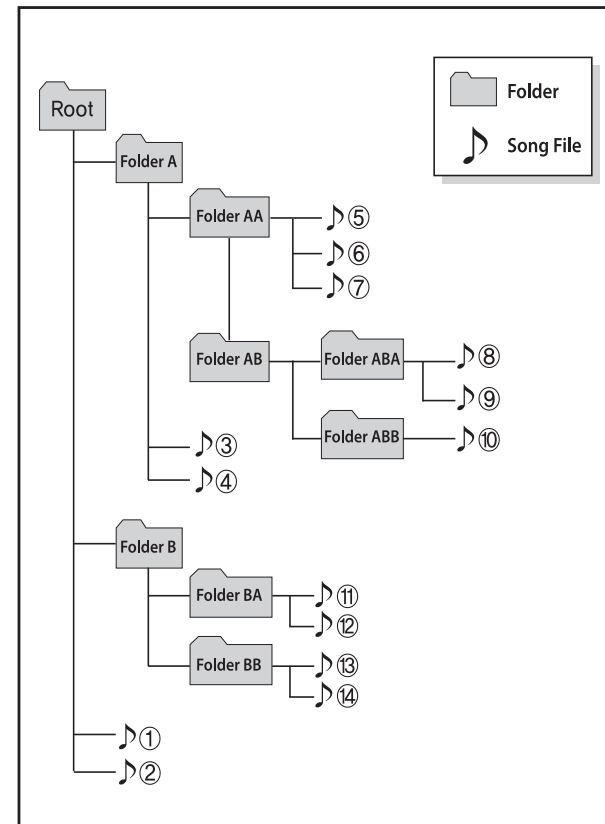 Root
Folder
Song File
Folder A
Folder AA
⑤
⑥
⑦
Folder AB
Folder ABA
⑧
⑨
Folder ABB
⑩
③
④
Folder B
Folder BA
⑪
⑫
Folder BB
⑬
⑭
①
②